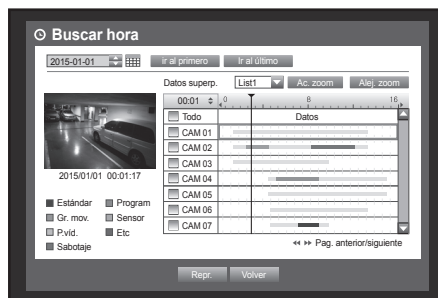 Buscar hora
2015-01-01
ir al primero
Ir al último
Datos superp.
List1
Ac. zoom
Alej. zoom
00:01
0 8 16
Todo
Datos
CAM 01
CAM 02
CAM 03
CAM 04
CAM 05
CAM 06
CAM 07
2015/01/01 00:01:17
Estándar
Program
Gr. mov.
Sensor
P.víd.
Etc
Sabotaje
Pag. anterior/siguiente
Repr.
Volver